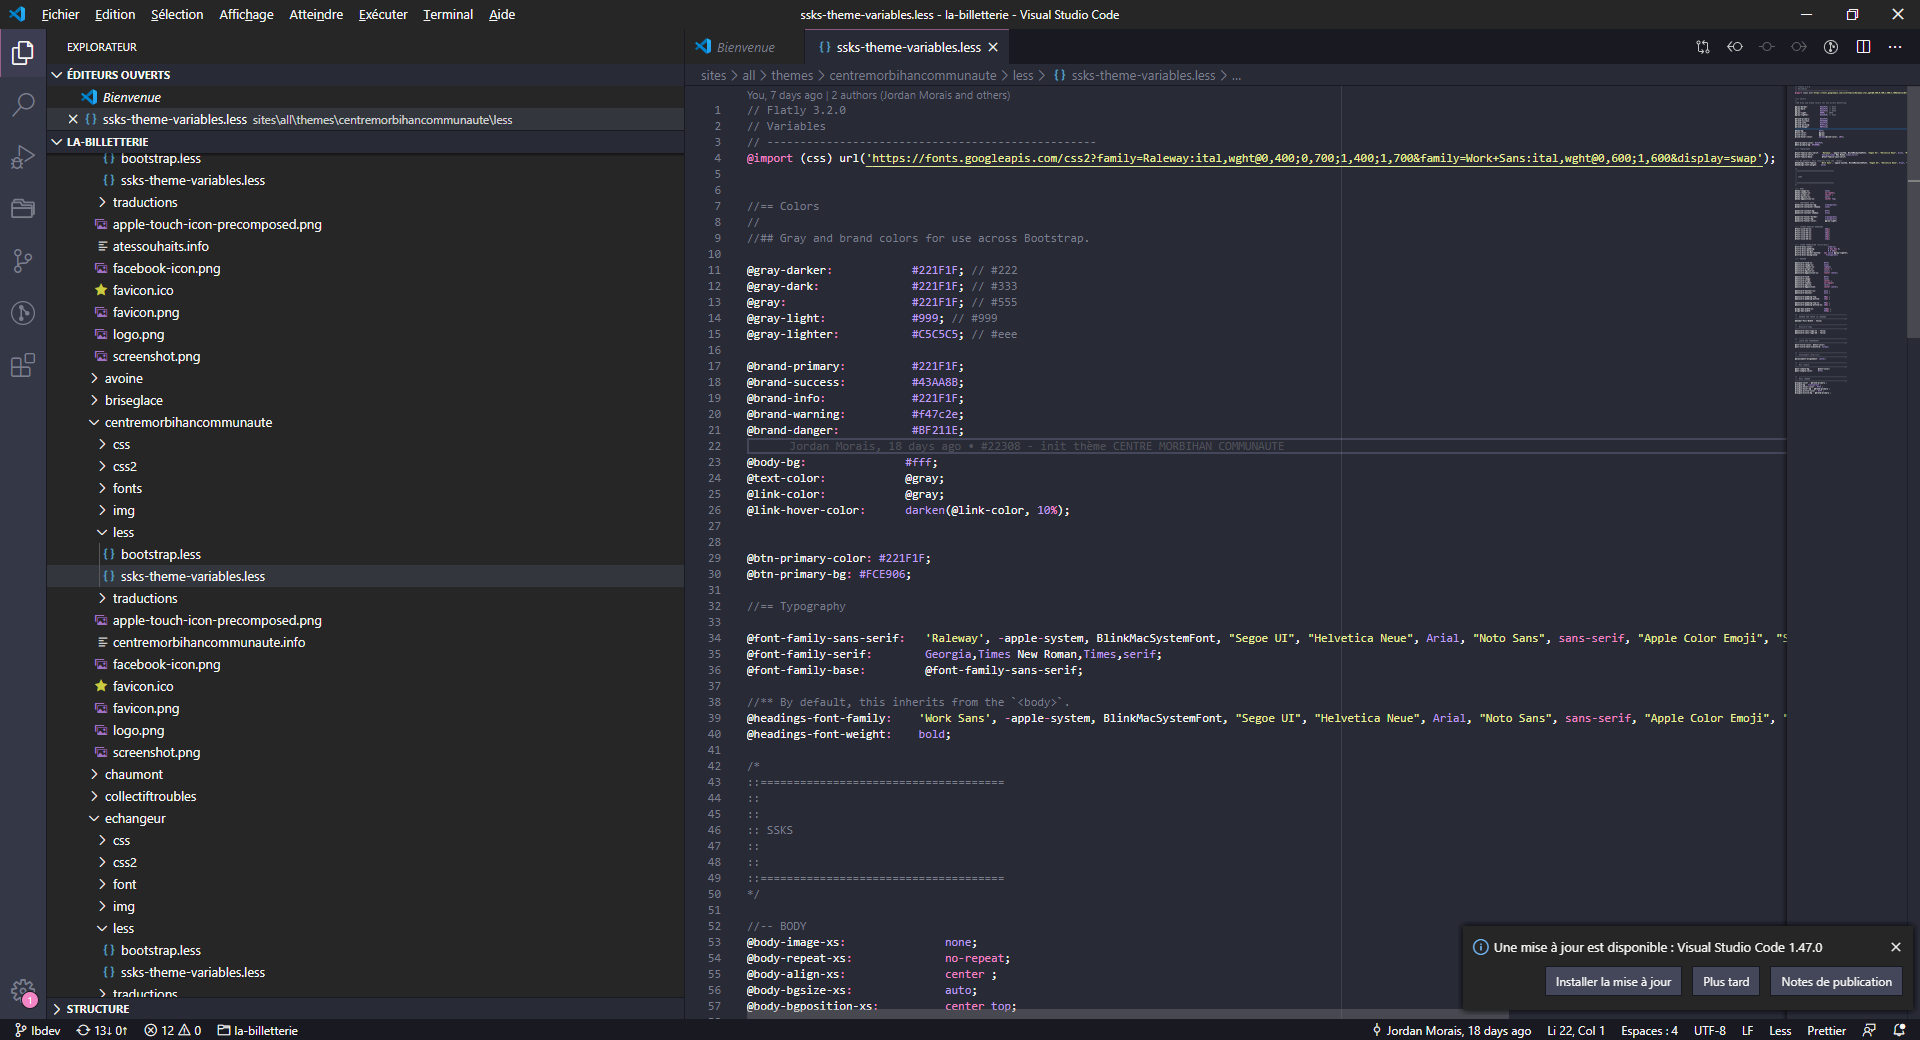 Fichier Edition Sélection Affichage Atteindre Exécuter Terminal Aide
ssks-theme-variables.less - la-billetterie - Visual Studio Code
EXPLORATEUR
ÉDITEURS OUVERTS
Bienvenue
ssks-theme-variables.less sites\all\themes\centremorbihancommunaute\less
LA-BILLETTERIE
bootstrap.less
ssks-theme-variables.less
traductions
apple-touch-icon-precomposed.png
atessouhaits.info
facebook-icon.png
favicon.ico
favicon.png
logo.png
screenshot.png
avoine
briseglace
centremorbihancommunaute
css
css2
fonts
img
less
bootstrap.less
ssks-theme-variables.less
traductions
apple-touch-icon-precomposed.png
centremorbihancommunaute.info
facebook-icon.png
favicon.ico
favicon.png
logo.png
screenshot.png
chaumont
collectiftroubles
echangeur
css
css2
font
img
less
bootstrap.less
ssks-theme-variables.less
traductions
STRUCTURE
Bienvenue
ssks-theme-variables.less
sites > all > themes > centremorbihancommunaute > less > {} ssks-theme-variables.less > ...
You, 7 days ago | 2 authors (Jordan Morais and others)
1 // Flatly 3.2.0
2 // Variables
3 // --------------------------------------------------
4 @import (css) url('https://fonts.googleapis.com/css2?family=Raleway:ital,wght@0,400;0,700;1,400;1,700&family=Work+Sans:ital,wght@0,600;1,600&display=swap');
5
6
7 //== Colors
8 //
9 //## Gray and brand colors for use across Bootstrap.
10
11 @gray-darker: #221F1F; // #222
12 @gray-dark: #221F1F; // #333
13 @gray: #221F1F; // #555
14 @gray-light: #999; // #999
15 @gray-lighter: #C5C5C5; // #eee
16
17 @brand-primary: #221F1F;
18 @brand-success: #43AA8B;
19 @brand-info: #221F1F;
20 @brand-warning: #f47c2e;
21 @brand-danger: #BF211E;
22 Jordan Morais, 18 days ago • #22308 - init thème CENTRE MORBIHAN COMMUNAUTE
23 @body-bg: #fff;
24 @text-color: @gray;
25 @link-color: @gray;
26 @link-hover-color: darken(@link-color, 10%);
27
28
29 @btn-primary-color: #221F1F;
30 @btn-primary-bg: #FCE906;
31
32 //== Typography
33
34 @font-family-sans-serif: 'Raleway', -apple-system, BlinkMacSystemFont, "Segoe UI", "Helvetica Neue", Arial, "Noto Sans", sans-serif, "Apple Color Emoji", "S
35 @font-family-serif: Georgia,Times New Roman,Times,serif;
36 @font-family-base: @font-family-sans-serif;
37
38 //** By default, this inherits from the `<body>`.
39 @headings-font-family: 'Work Sans', -apple-system, BlinkMacSystemFont, "Segoe UI", "Helvetica Neue", Arial, "Noto Sans", sans-serif, "Apple Color Emoji", "
40 @headings-font-weight: bold;
41
42 /*
43 ::=====================================
44 ::
45 ::
46 :: SSKS
47 ::
48 ::
49 ::=====================================
50 */
51
52 //-- BODY
53 @body-image-xs: none;
54 @body-repeat-xs: no-repeat;
55 @body-align-xs: center ;
56 @body-bgsize-xs: auto;
57 @body-bgposition-xs: center top;
Une mise à jour est disponible : Visual Studio Code 1.47.0
Installer la mise à jour
Plus tard
Notes de publication
1
lbdev 13↓ 0↑ 12 0 la-billetterie
Jordan Morais, 18 days ago Li 22, Col 1 Espaces : 4 UTF-8 LF Less Prettier